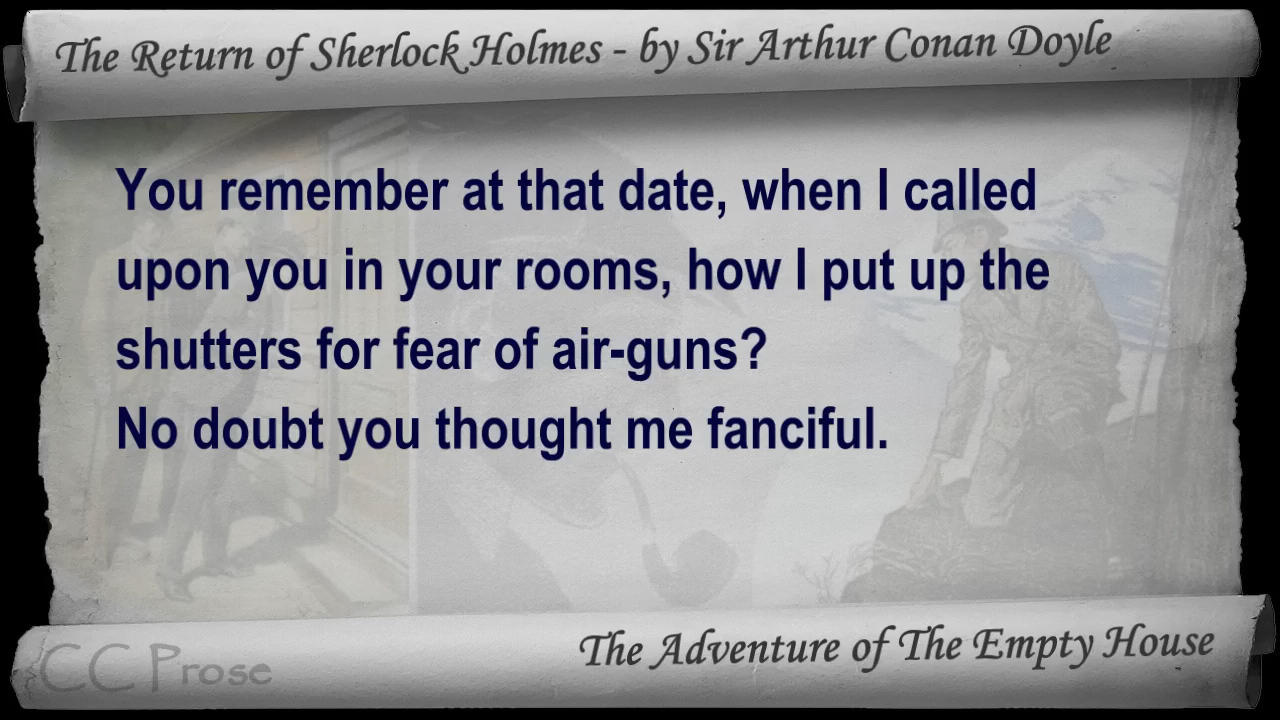 The Return of Sherlock Holmes - by Sir Arthur Conan Doyle
You remember at that date, when I called
upon you in your rooms, how I put up the
shutters for fear of air-guns?
No doubt you thought me fanciful.
The Adventure of The Empty House
CC Prose